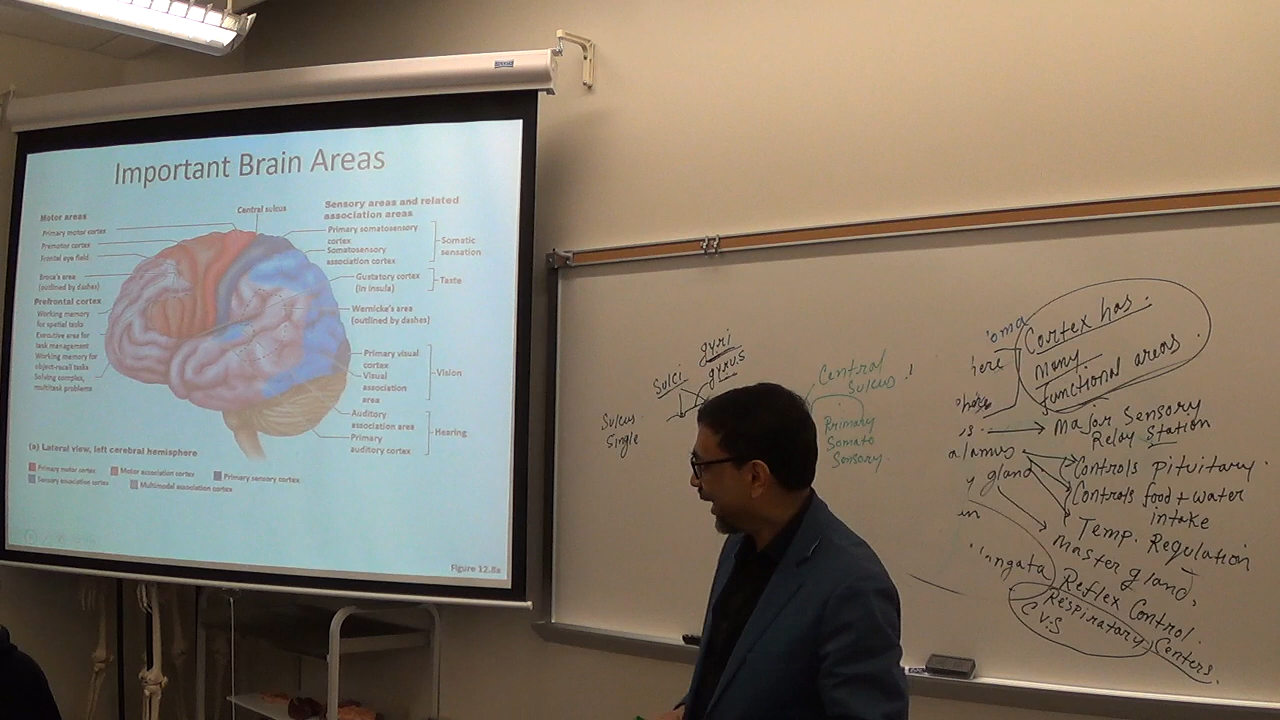 Important Brain Areas
Motor areas
Primary motor cortex
Premotor cortex
Frontal eye field
Broca's area
(outlined by dashes)
Prefrontal cortex
Working memory
for spatial tasks
Executive area for
task management
Working memory for
object-recall tasks
Solving complex,
multitask problems
Central sulcus
Sensory areas and related
association areas
Primary somatosensory
cortex
Somatosensory
association cortex
Somatic
sensation
Gustatory cortex
(in insula)
Taste
Wernicke's area
(outlined by dashes)
Primary visual
cortex
Visual
association
area
Vision
Auditory
association area
Primary
auditory cortex
Hearing
(a) Lateral view, left cerebral hemisphere
Primary motor cortex
Motor association cortex
Primary sensory cortex
Sensory association cortex
Multimodal association cortex
Figure 12.8a
gyri
gyrus
Sulci
Sulcus
Single
Central
Sulcus !
Primary
Somato
Sensory
oma
here
Cortex has
many
functional areas.
is
Major Sensory
Relay Station
alamus
Controls pituitary.
y gland
Controls food + water
intake
Temp. Regulation
master gland,
ngata
Reflex Control.
Respiratory Centers.
C.V.S